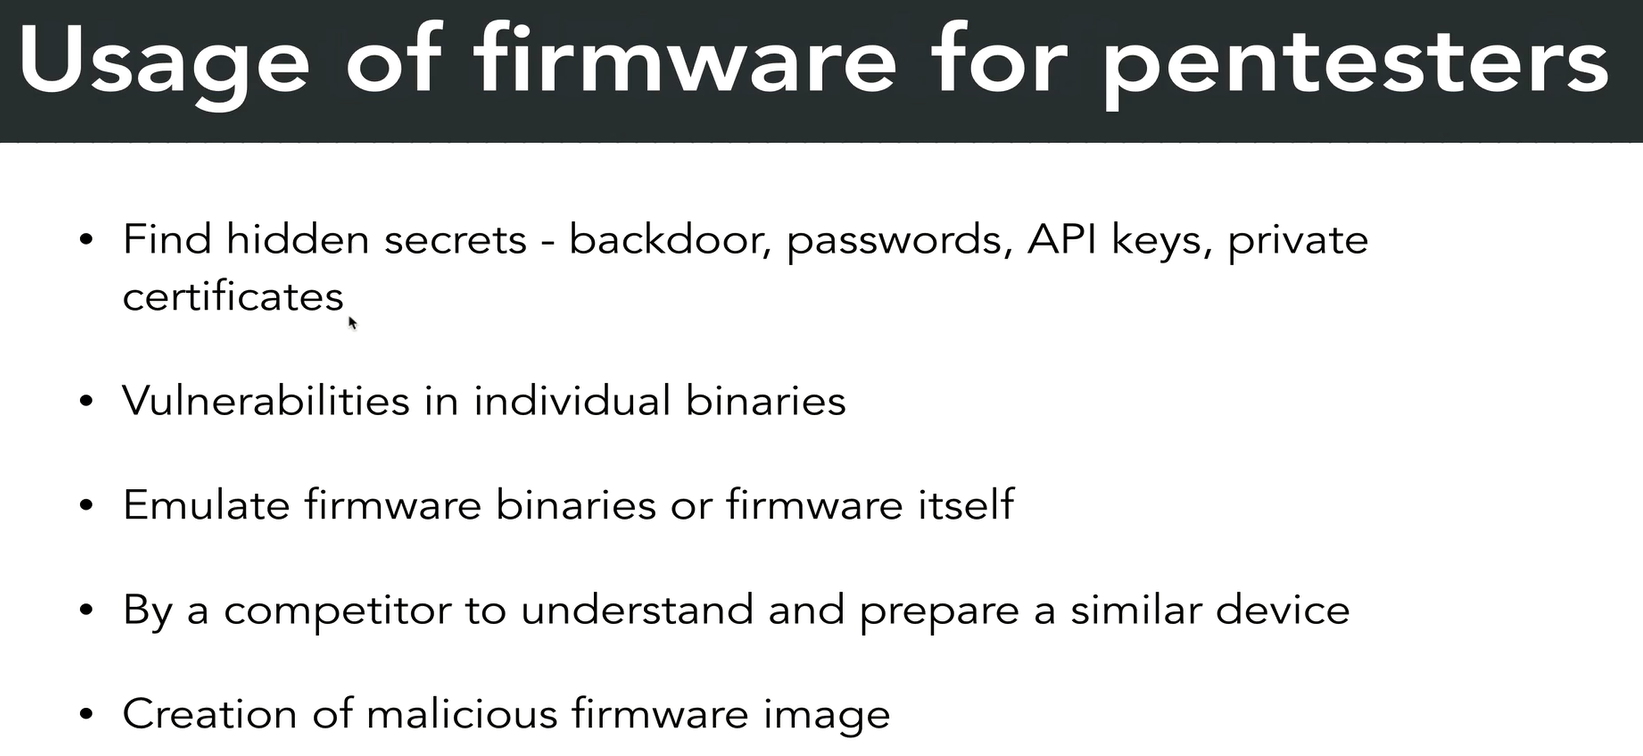 Usage of firmware for pentesters
• Find hidden secrets - backdoor, passwords, API keys, private
certificates
• Vulnerabilities in individual binaries
• Emulate firmware binaries or firmware itself
• By a competitor to understand and prepare a similar device
• Creation of malicious firmware image